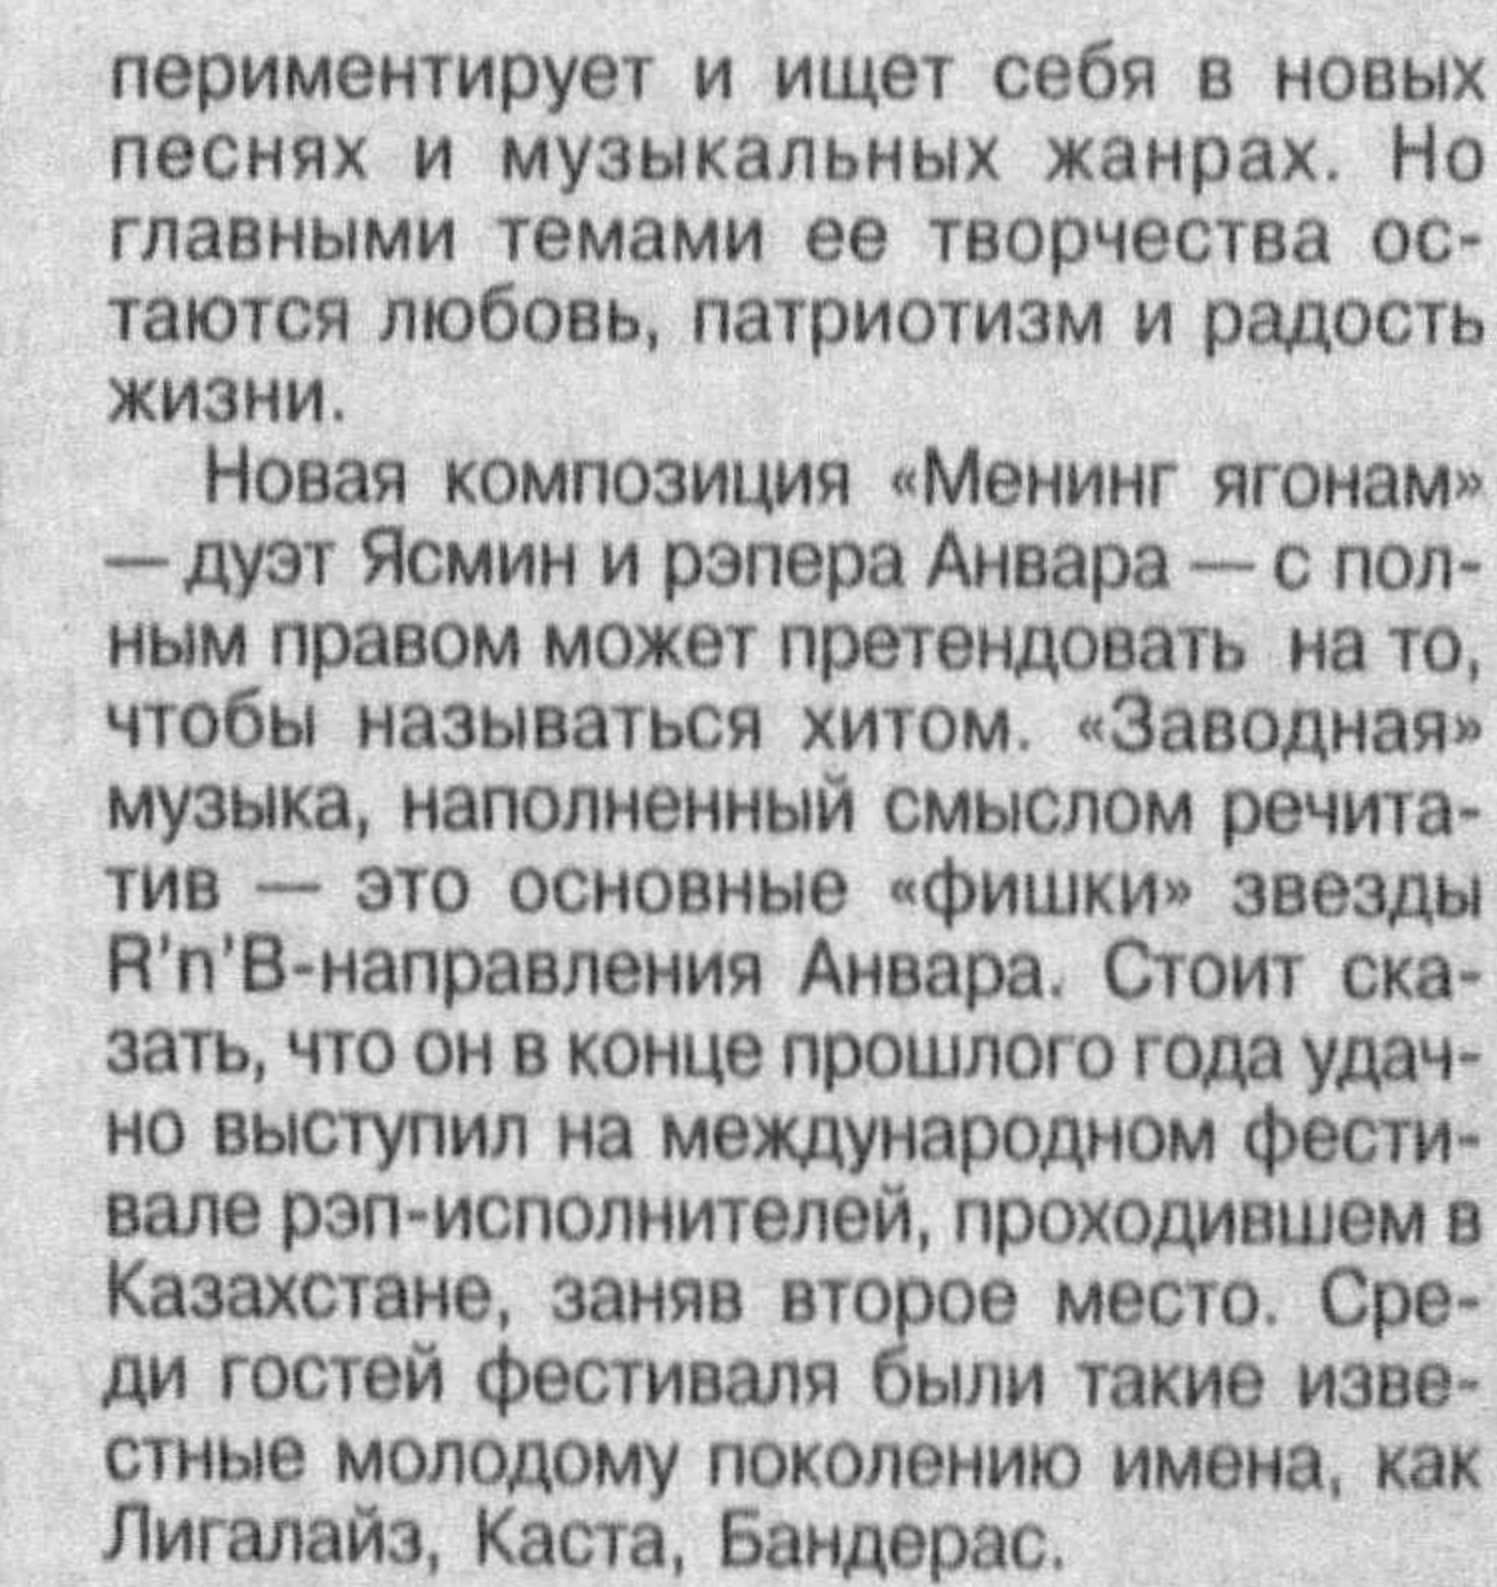 периментирует и ищет себя в новых
песнях и музыкальных жанрах. Но
главными темами ее творчества ос-
таются любовь, патриотизм и радость
жизни.
Новая композиция «Менинг ягонам»
— дуэт Ясмин и рэпера Анвара — с пол-
ным правом может претендовать на то,
чтобы называться хитом. «Заводная»
музыка, наполненный смыслом речита-
тив — это основные «фишки» звезды
R'n'B-направления Анвара. Стоит ска-
зать, что он в конце прошлого года удач-
но выступил на международном фести-
вале рэп-исполнителей, проходившем в
Казахстане, заняв второе место. Сре-
ди гостей фестиваля были такие изве-
стные молодому поколению имена, как
Лигалайз, Каста, Бандерас.